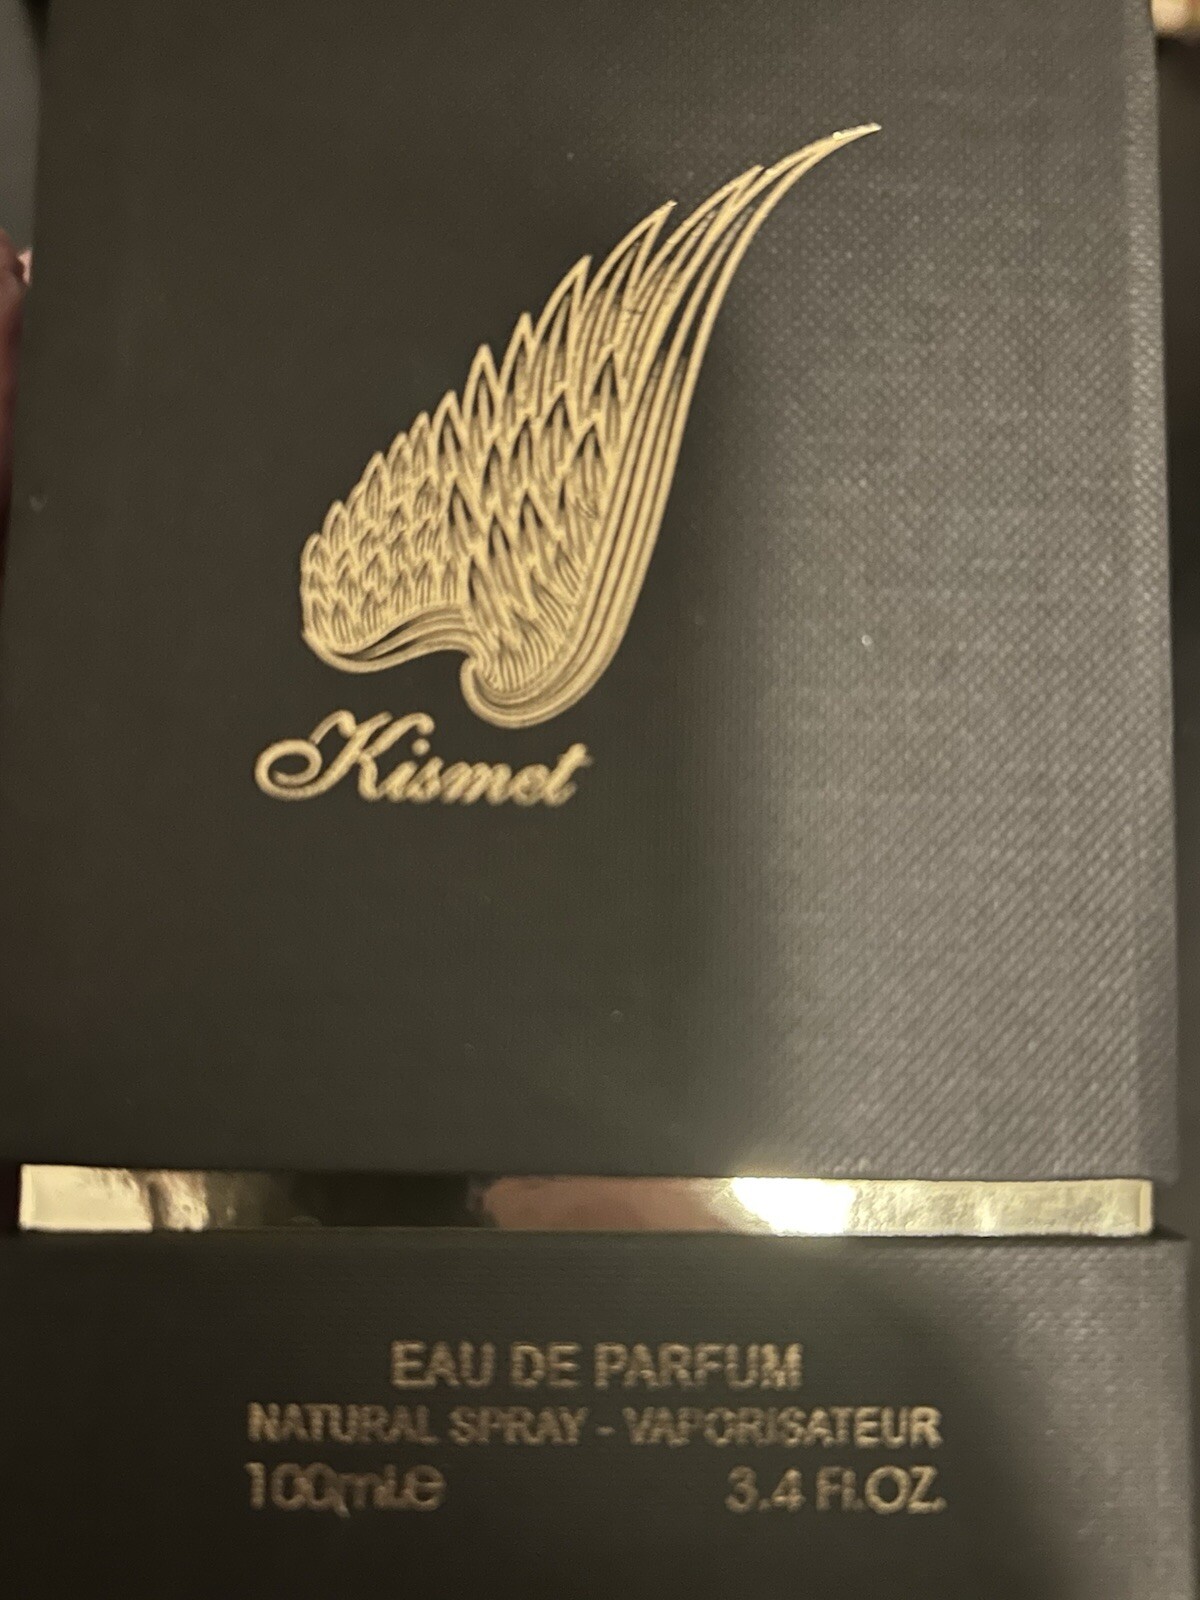 Kismet
EAU DE PARFUM
NATURAL SPRAY - VAPORISATEUR
100ml.e 3.4 Fl.OZ.